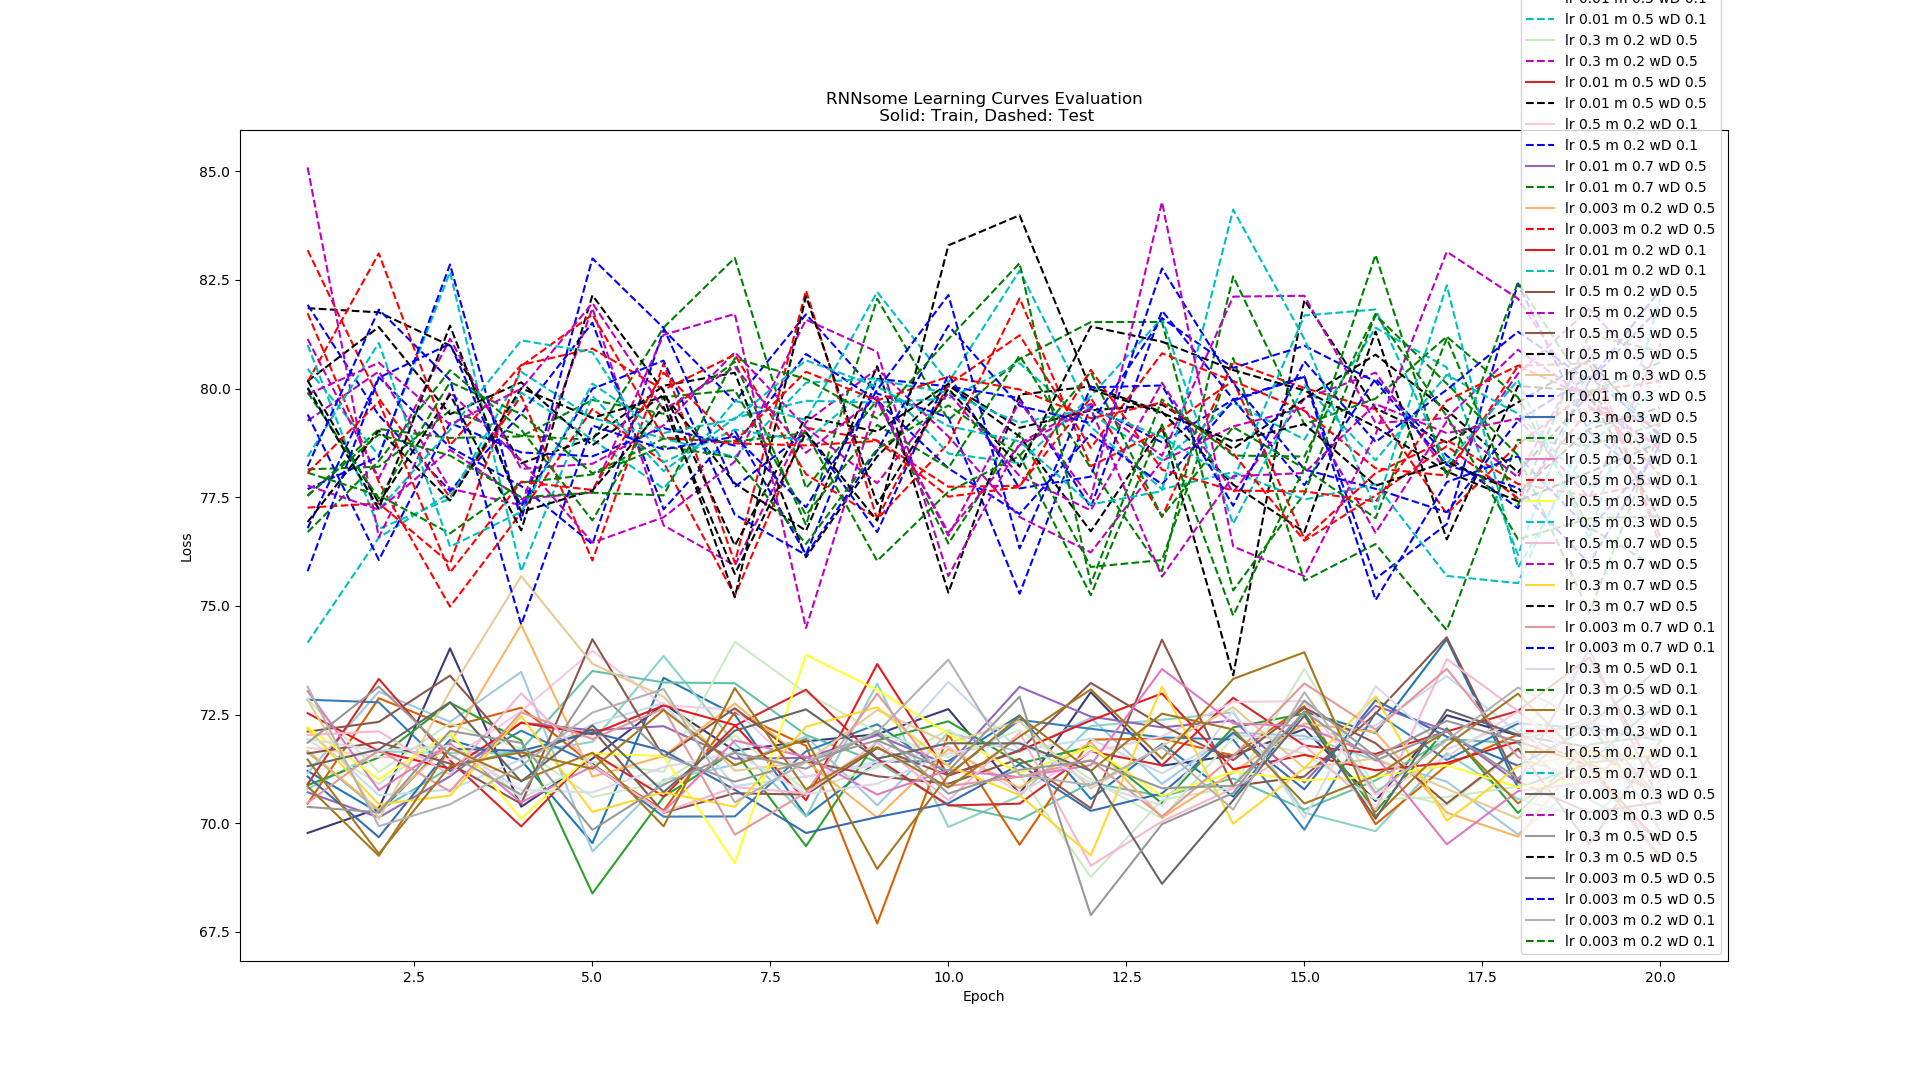 lr 0.01 m 0.5 wD 0.1
lr 0.3 m 0.2 wD 0.5
lr 0.3 m 0.2 wD 0.5
lr 0.01 m 0.5 wD 0.5
RNNsome Learning Curves Evaluation
Solid: Train, Dashed: Test
lr 0.01 m 0.5 wD 0.5
lr 0.5 m 0.2 wD 0.1
lr 0.5 m 0.2 wD 0.1
lr 0.01 m 0.7 wD 0.5
lr 0.01 m 0.7 wD 0.5
lr 0.003 m 0.2 wD 0.5
lr 0.003 m 0.2 wD 0.5
lr 0.01 m 0.2 wD 0.1
lr 0.01 m 0.2 wD 0.1
lr 0.5 m 0.2 wD 0.5
lr 0.5 m 0.2 wD 0.5
lr 0.5 m 0.5 wD 0.5
lr 0.5 m 0.5 wD 0.5
lr 0.01 m 0.3 wD 0.5
lr 0.01 m 0.3 wD 0.5
lr 0.3 m 0.3 wD 0.5
lr 0.3 m 0.3 wD 0.5
lr 0.5 m 0.5 wD 0.1
lr 0.5 m 0.5 wD 0.1
lr 0.5 m 0.3 wD 0.5
lr 0.5 m 0.3 wD 0.5
lr 0.5 m 0.7 wD 0.5
lr 0.5 m 0.7 wD 0.5
lr 0.3 m 0.7 wD 0.5
lr 0.3 m 0.7 wD 0.5
lr 0.003 m 0.7 wD 0.1
lr 0.003 m 0.7 wD 0.1
lr 0.3 m 0.5 wD 0.1
lr 0.3 m 0.5 wD 0.1
lr 0.3 m 0.3 wD 0.1
lr 0.3 m 0.3 wD 0.1
lr 0.5 m 0.7 wD 0.1
lr 0.5 m 0.7 wD 0.1
lr 0.003 m 0.3 wD 0.5
lr 0.003 m 0.3 wD 0.5
lr 0.3 m 0.5 wD 0.5
lr 0.3 m 0.5 wD 0.5
lr 0.003 m 0.5 wD 0.5
lr 0.003 m 0.5 wD 0.5
lr 0.003 m 0.2 wD 0.1
lr 0.003 m 0.2 wD 0.1
85.0
82.5
80.0
77.5
75.0
72.5
70.0
67.5
Loss
2.5
5.0
7.5
10.0
12.5
15.0
17.5
20.0
Epoch